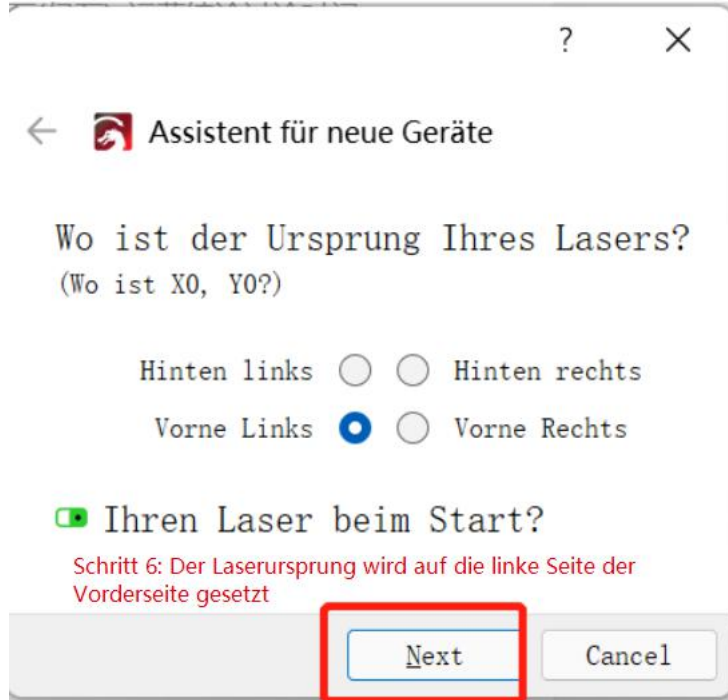 ?
Assistent für neue Geräte
Wo ist der Ursprung Ihres Lasers?
(Wo ist X0, Y0?)
Hinten links Hinten rechts
Vorne Links Vorne Rechts
Ihren Laser beim Start?
Schritt 6: Der Laserursprung wird auf die linke Seite der
Vorderseite gesetzt
Next Cancel